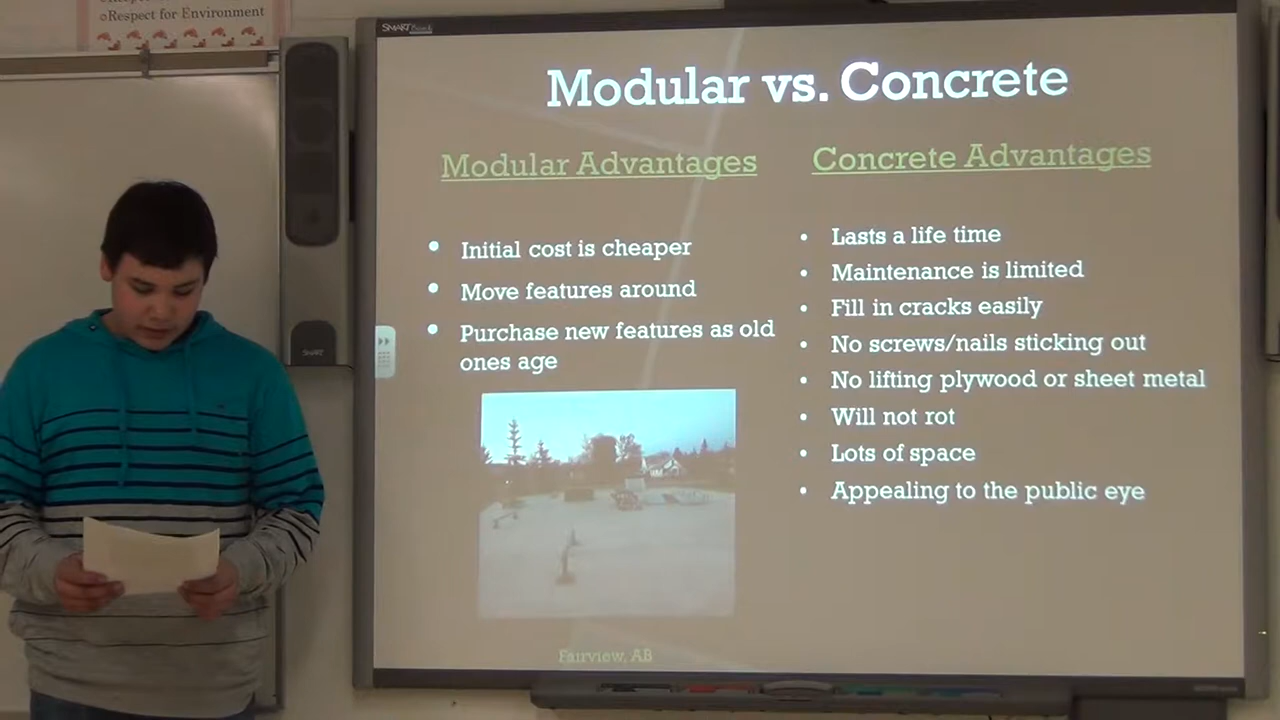 Respect for Environment
SMART
SMART
Modular vs. Concrete
Modular Advantages
Initial cost is cheaper
Move features around
Purchase new features as old
ones age
Fairview, AB
Concrete Advantages
Lasts a life time
Maintenance is limited
Fill in cracks easily
No screws/nails sticking out
No lifting plywood or sheet metal
Will not rot
Lots of space
Appealing to the public eye